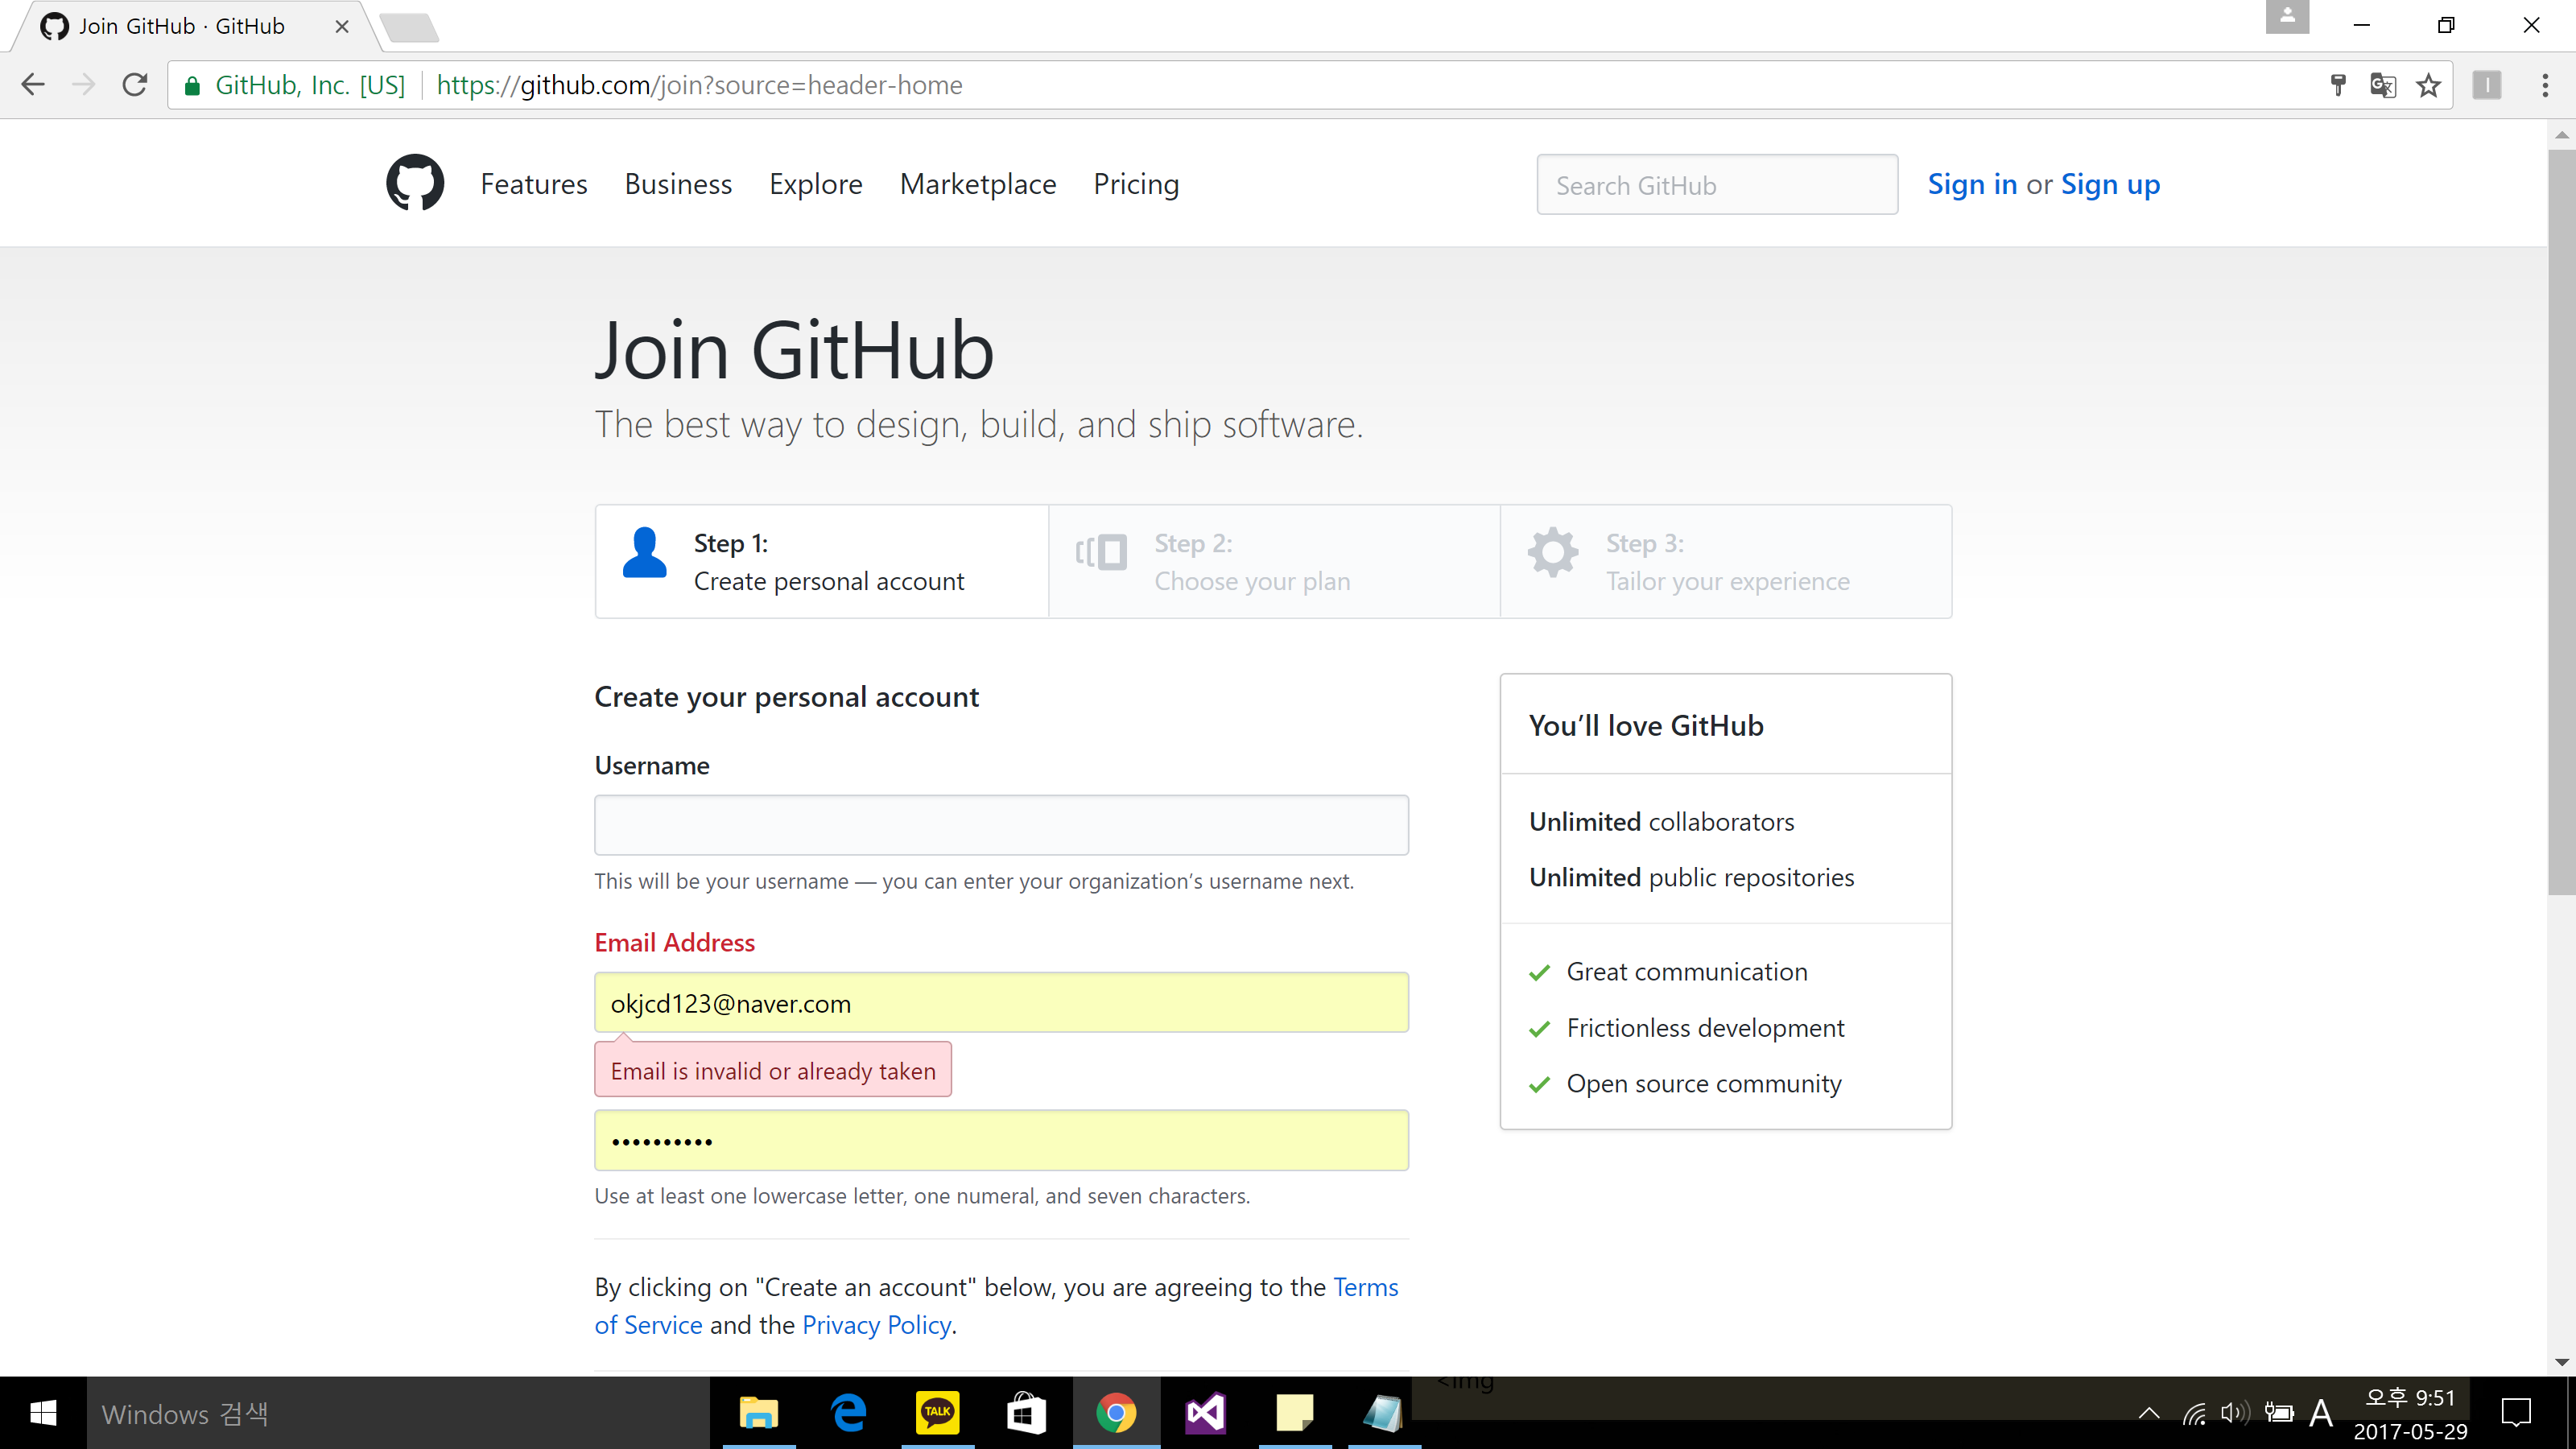 Join GitHub · GitHub
GitHub, Inc. [US] https://github.com/join?source=header-home
Features Business Explore Marketplace Pricing Search GitHub Sign in or Sign up
Join GitHub
The best way to design, build, and ship software.
Step 1:
Create personal account
Step 2:
Choose your plan
Step 3:
Tailor your experience
Create your personal account
Username
This will be your username — you can enter your organization’s username next.
Email Address
okjcd123@naver.com
Email is invalid or already taken
••••••••••
Use at least one lowercase letter, one numeral, and seven characters.
By clicking on "Create an account" below, you are agreeing to the Terms
of Service and the Privacy Policy.
You’ll love GitHub
Unlimited collaborators
Unlimited public repositories
Great communication
Frictionless development
Open source community
<img
Windows 검색
TALK
A
오후 9:51
2017-05-29